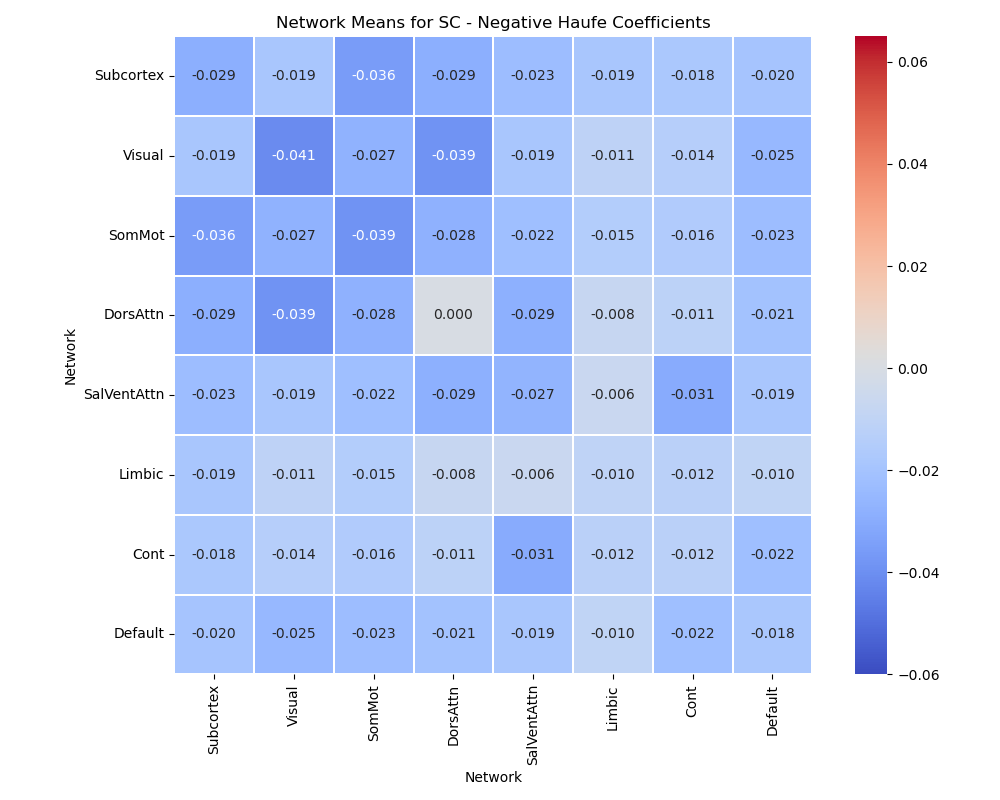 Network Means for SC - Negative Haufe Coefficients
Network
Subcortex -0.029 -0.019 -0.036 -0.029 -0.023 -0.019 -0.018 -0.020
Visual -0.019 -0.041 -0.027 -0.039 -0.019 -0.011 -0.014 -0.025
SomMot -0.036 -0.027 -0.039 -0.028 -0.022 -0.015 -0.016 -0.023
DorsAttn -0.029 -0.039 -0.028 0.000 -0.029 -0.008 -0.011 -0.021
SalVentAttn -0.023 -0.019 -0.022 -0.029 -0.027 -0.006 -0.031 -0.019
Limbic -0.019 -0.011 -0.015 -0.008 -0.006 -0.010 -0.012 -0.010
Cont -0.018 -0.014 -0.016 -0.011 -0.031 -0.012 -0.012 -0.022
Default -0.020 -0.025 -0.023 -0.021 -0.019 -0.010 -0.022 -0.018
Subcortex Visual SomMot DorsAttn SalVentAttn Limbic Cont Default
Network
0.06
0.04
0.02
0.00
−0.02
−0.04
−0.06